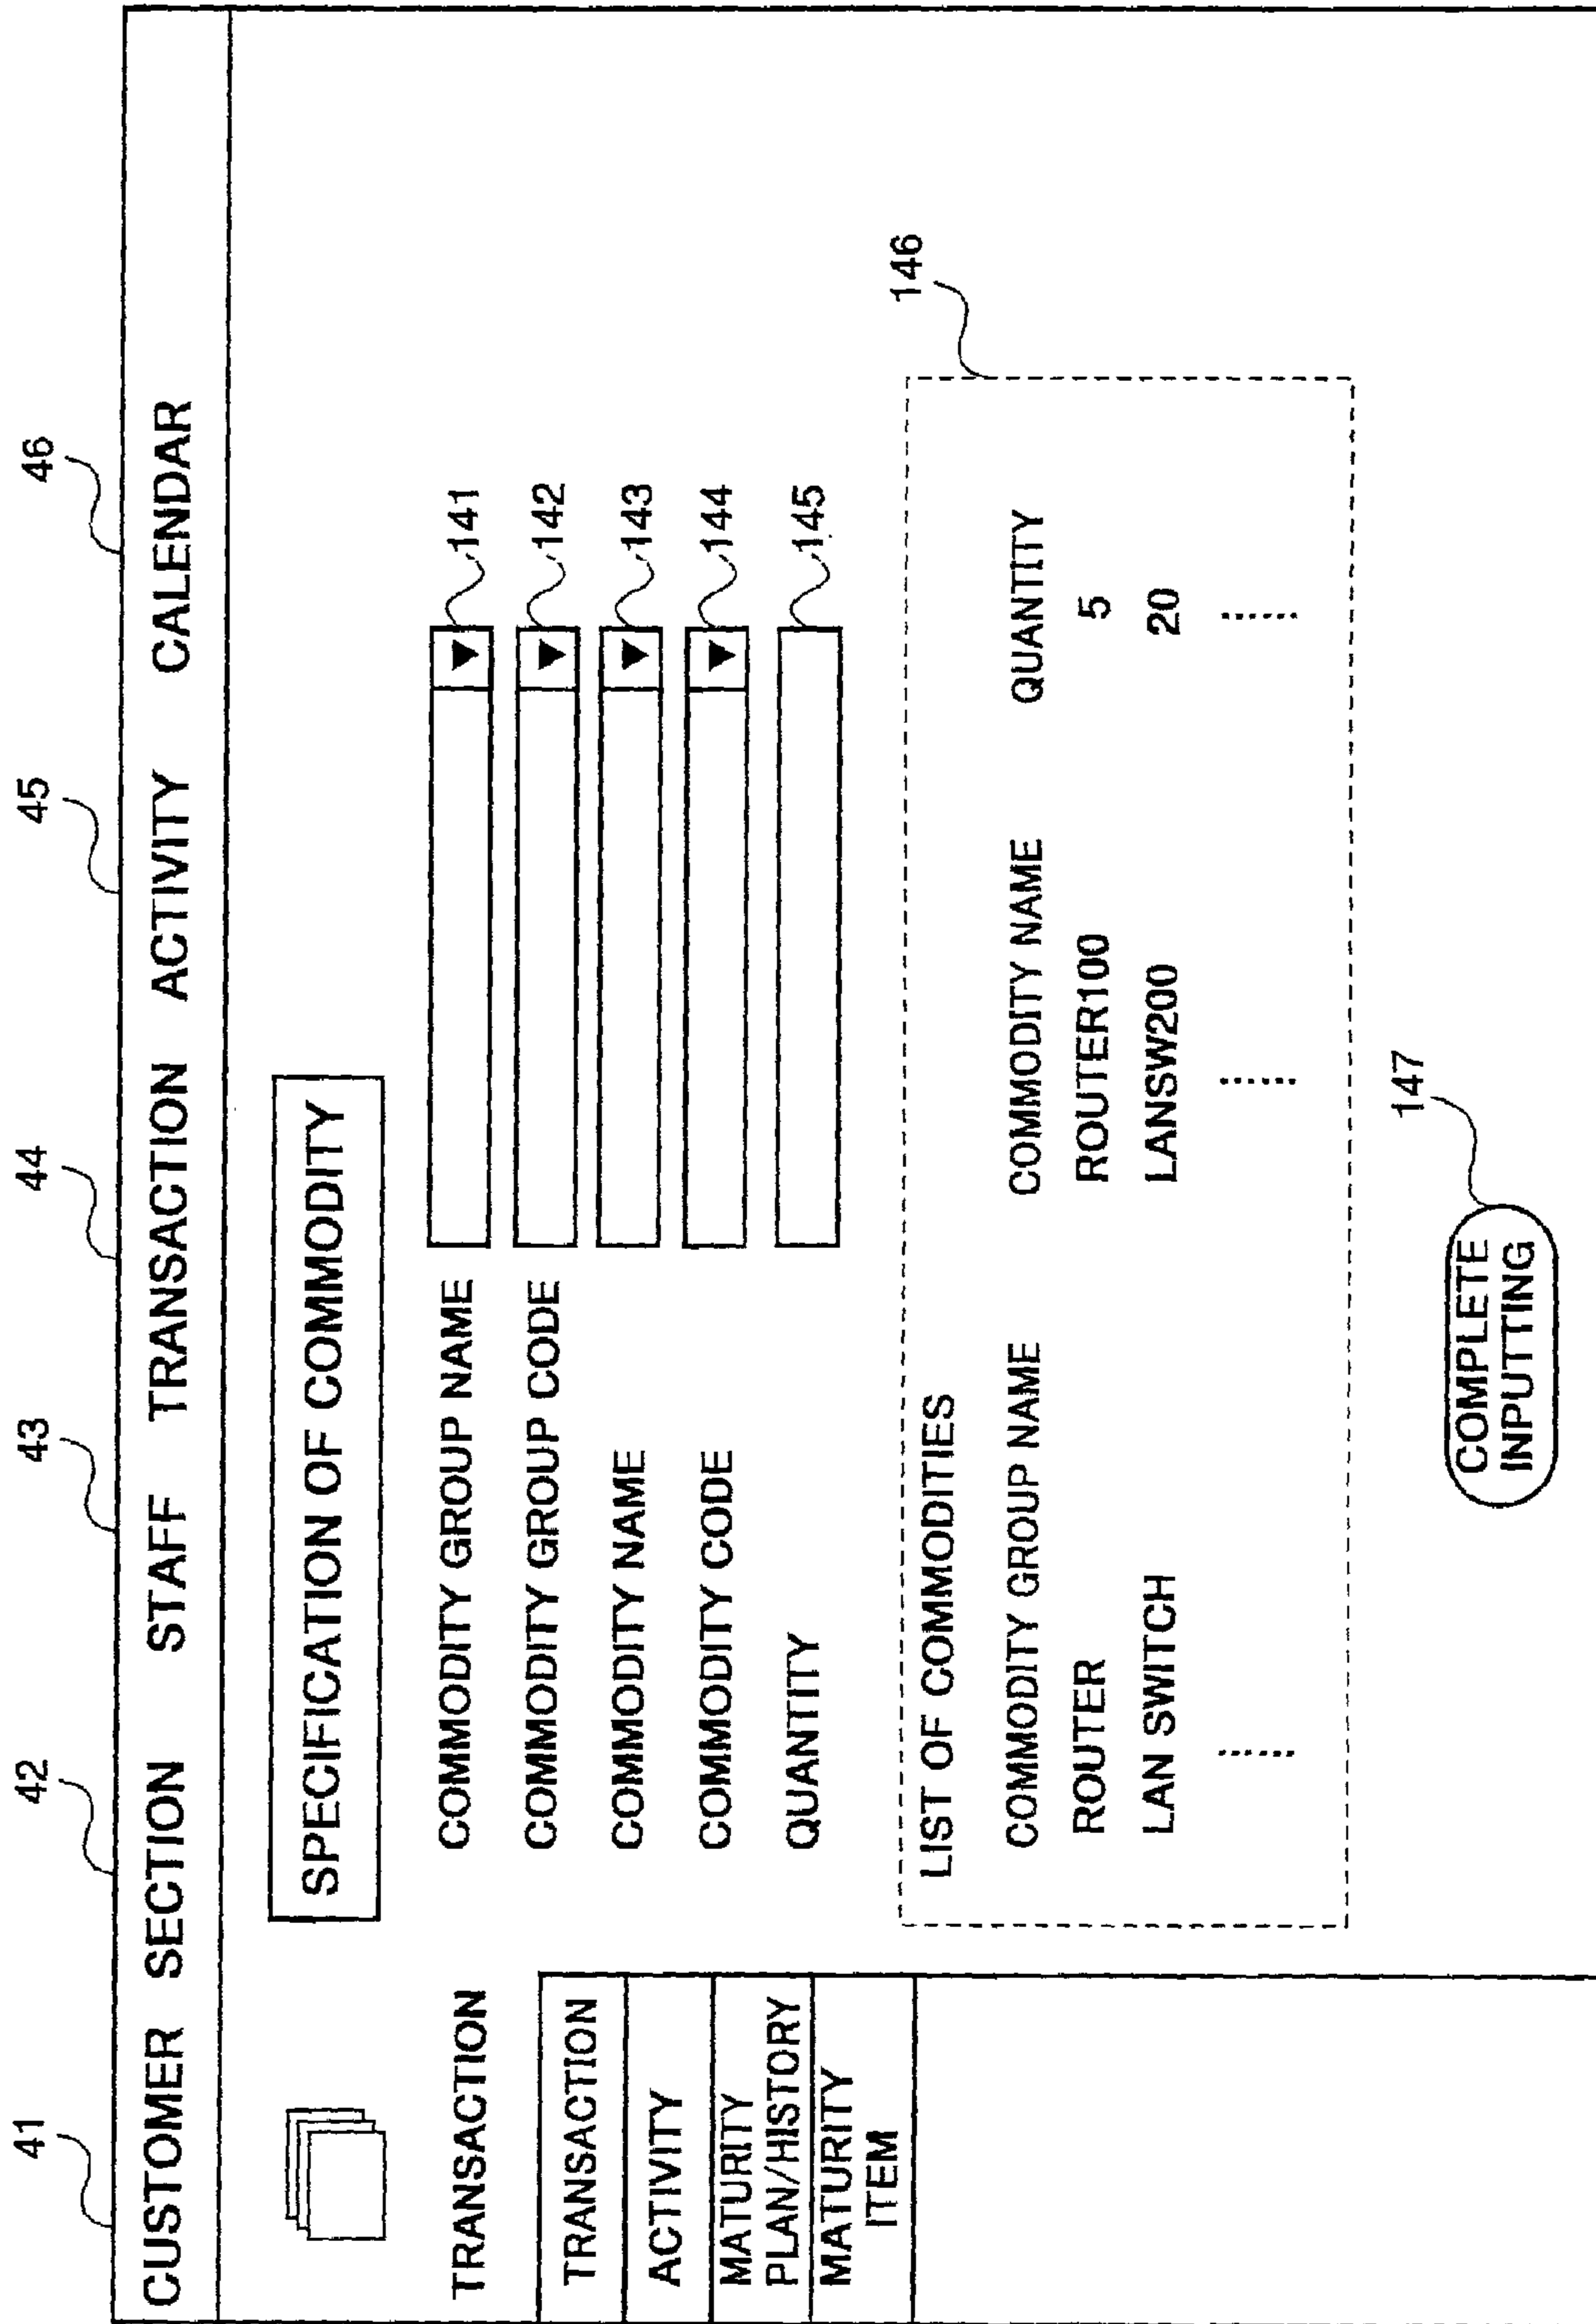 41 42 43 44 45 46
CUSTOMER SECTION STAFF TRANSACTION ACTIVITY CALENDAR
SPECIFICATION OF COMMODITY
TRANSACTION
TRANSACTION
ACTIVITY
MATURITY
PLAN/HISTORY
MATURITY
ITEM
COMMODITY GROUP NAME ▼ 141
COMMODITY GROUP CODE ▼ 142
COMMODITY NAME ▼ 143
COMMODITY CODE ▼ 144
QUANTITY 145
146
LIST OF COMMODITIES
COMMODITY GROUP NAME COMMODITY NAME QUANTITY
ROUTER ROUTER100 5
LAN SWITCH LANSW200 20
...... ...... ......
147
COMPLETE
INPUTTING